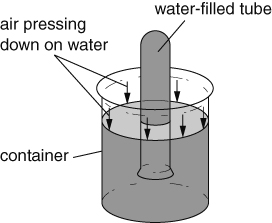 water-filled tube
air pressing
down on water
container